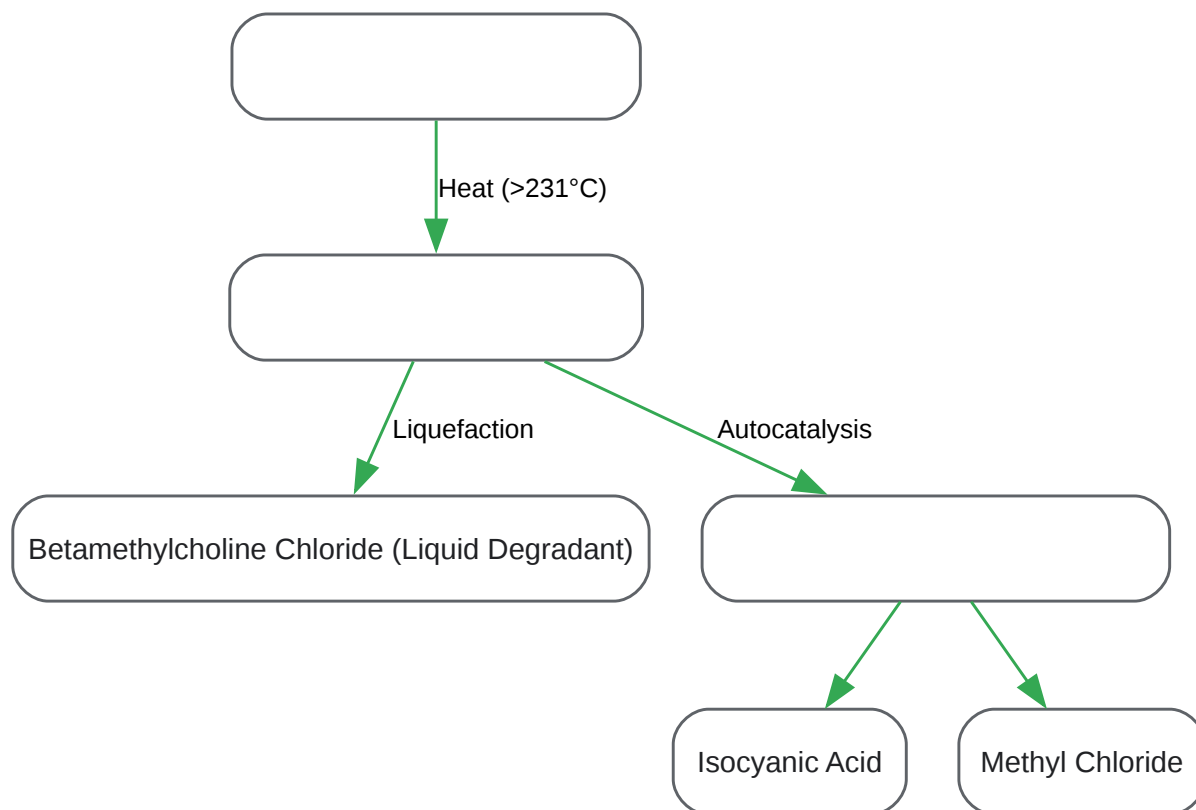 Heat (>231°C)
Liquefaction
Autocatalysis
Betamethylcholine Chloride (Liquid Degradant)
Isocyanic Acid
Methyl Chloride